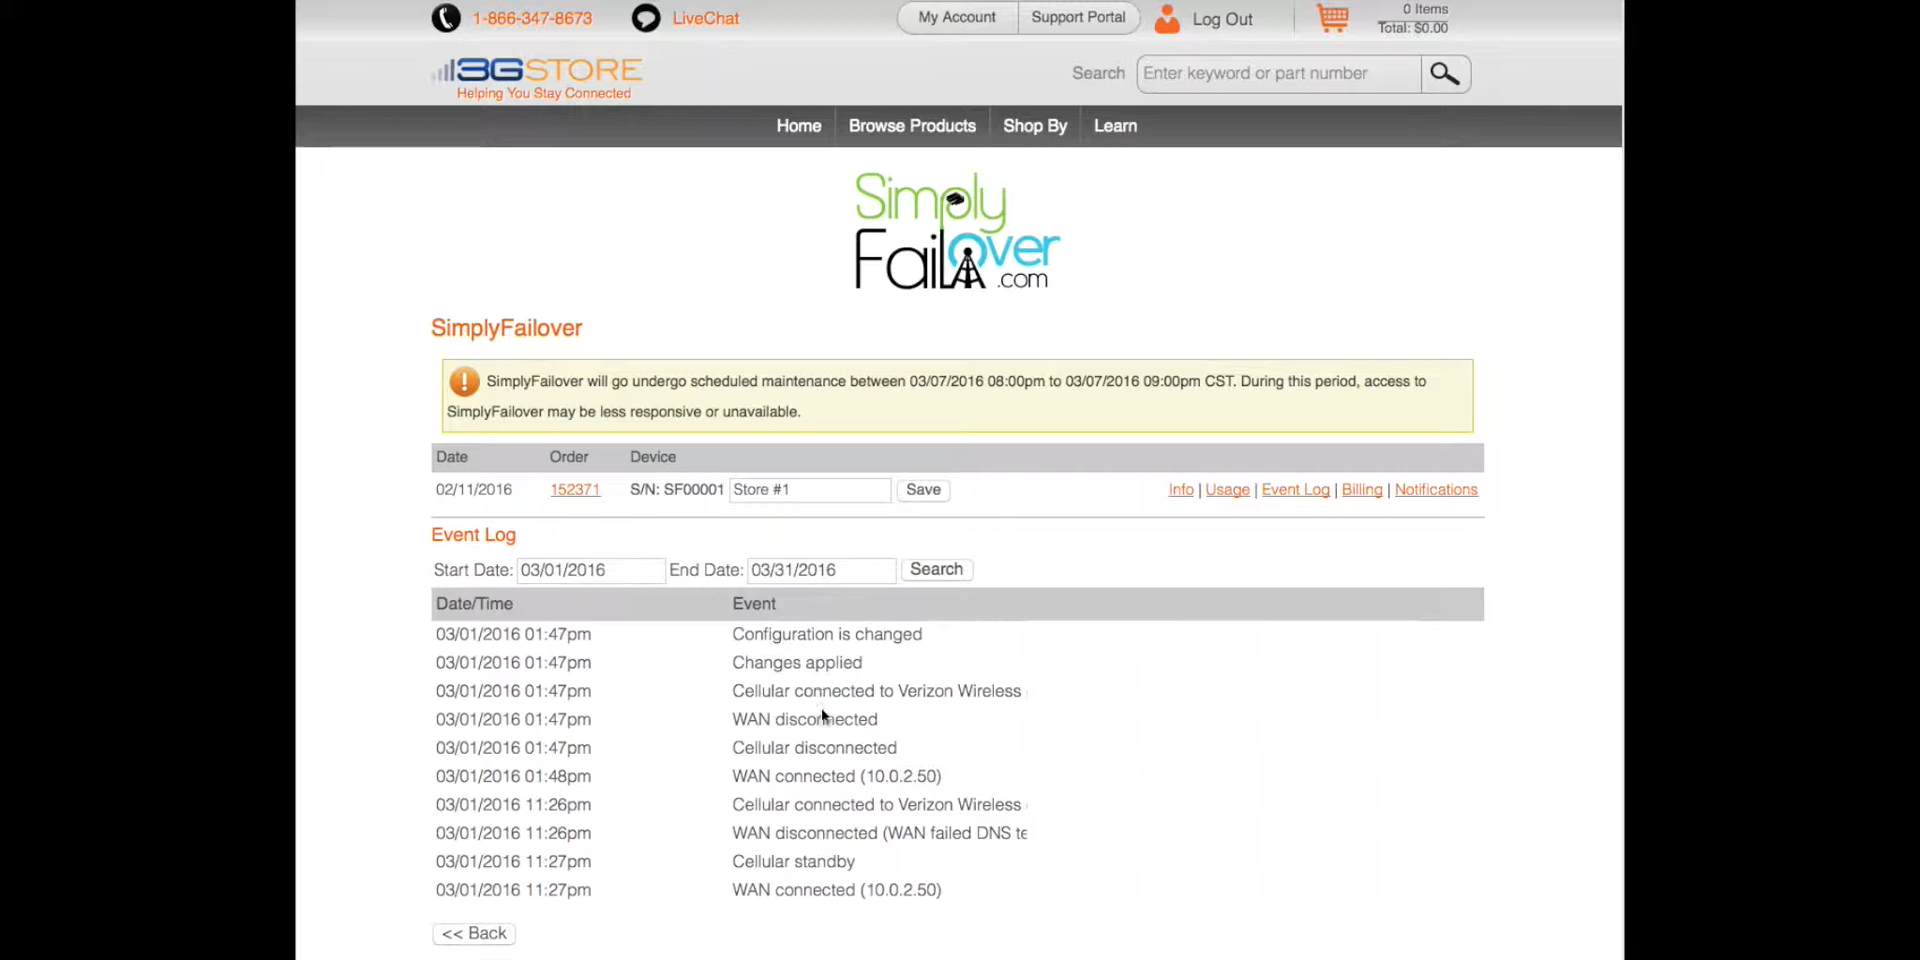 1-866-347-8673 LiveChat My Account Support Portal Log Out 0 Items
Total: $0.00
3GSTORE
Helping You Stay Connected
Search Enter keyword or part number
Home Browse Products Shop By Learn
Simply
Failover
.com
SimplyFailover
SimplyFailover will go undergo scheduled maintenance between 03/07/2016 08:00pm to 03/07/2016 09:00pm CST. During this period, access to
SimplyFailover may be less responsive or unavailable.
Date Order Device
02/11/2016 152371 S/N: SF00001 Store #1 Save Info | Usage | Event Log | Billing | Notifications
Event Log
Start Date: 03/01/2016 End Date: 03/31/2016 Search
Date/Time Event
03/01/2016 01:47pm Configuration is changed
03/01/2016 01:47pm Changes applied
03/01/2016 01:47pm Cellular connected to Verizon Wireless
03/01/2016 01:47pm WAN disconnected
03/01/2016 01:47pm Cellular disconnected
03/01/2016 01:48pm WAN connected (10.0.2.50)
03/01/2016 11:26pm Cellular connected to Verizon Wireless
03/01/2016 11:26pm WAN disconnected (WAN failed DNS te
03/01/2016 11:27pm Cellular standby
03/01/2016 11:27pm WAN connected (10.0.2.50)
<< Back